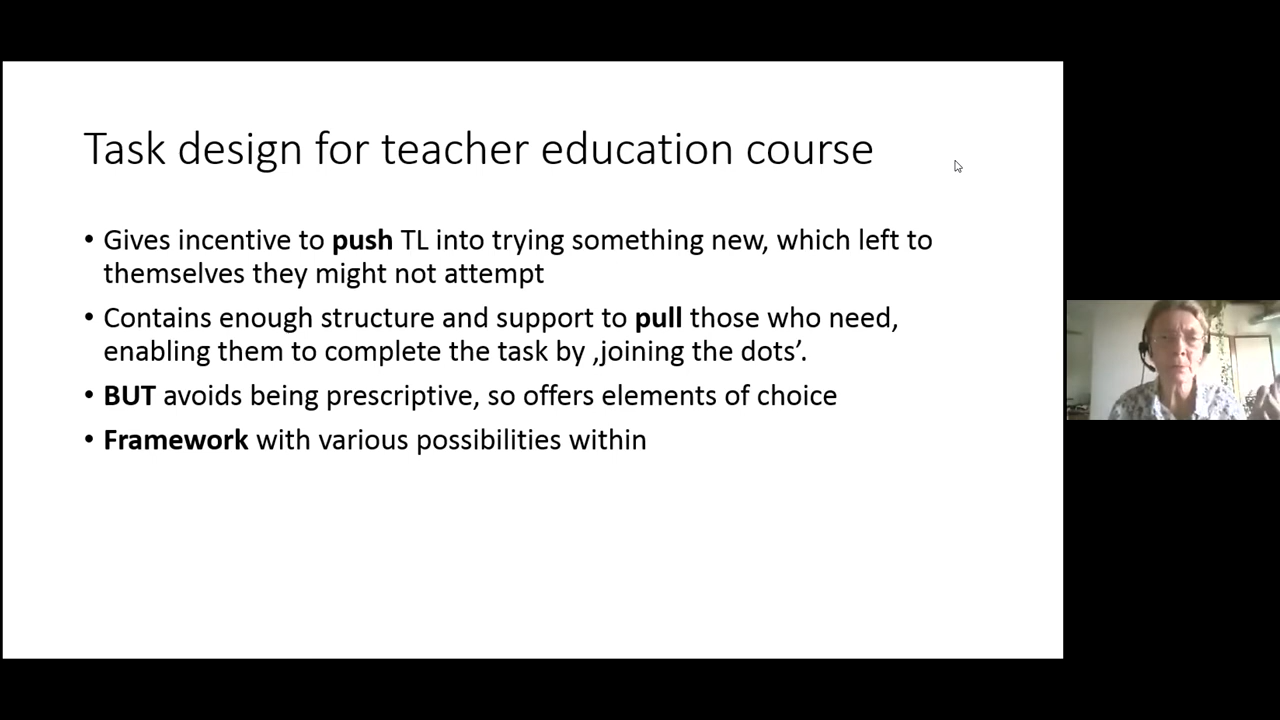 Task design for teacher education course
• Gives incentive to push TL into trying something new, which left to
themselves they might not attempt
• Contains enough structure and support to pull those who need,
enabling them to complete the task by ‚joining the dots’.
• BUT avoids being prescriptive, so offers elements of choice
• Framework with various possibilities within